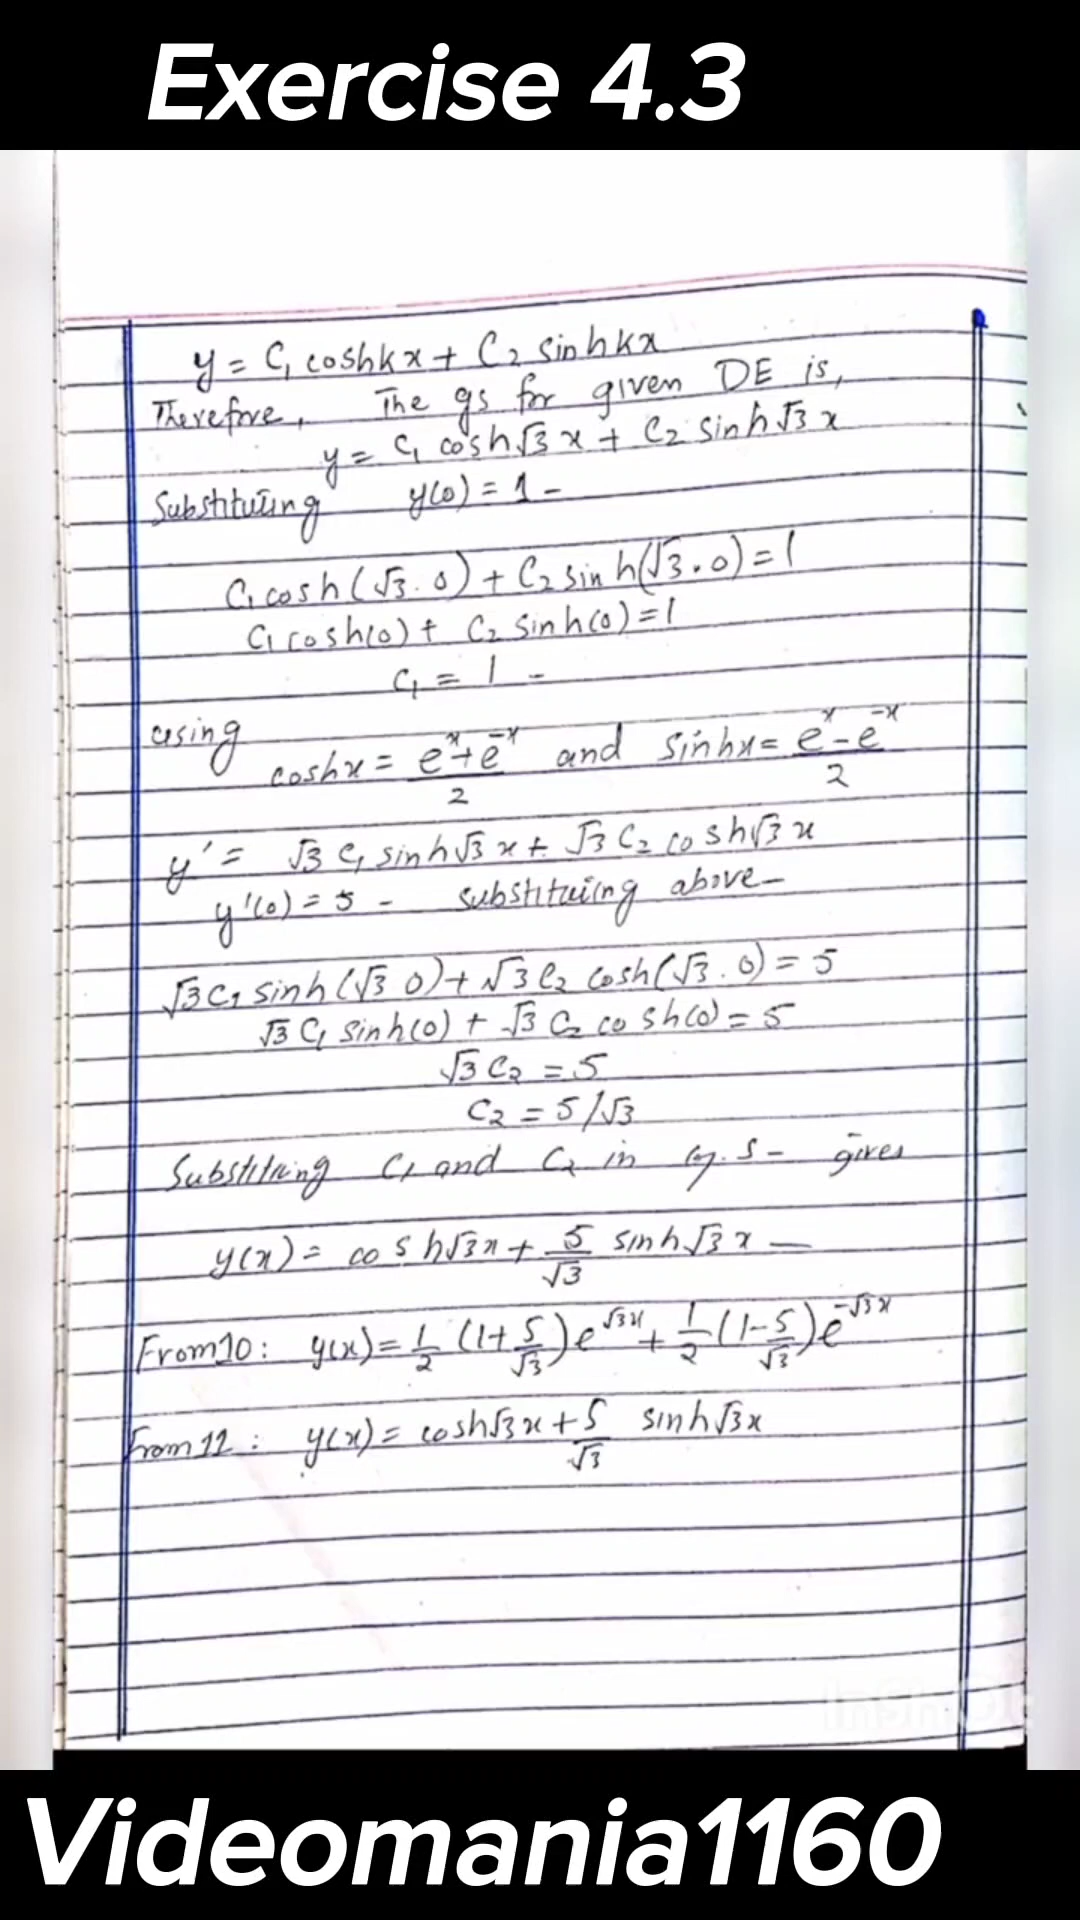 Exercise 4.3
y = C₁ coshkx + C₂ sinhkx
Therefore, The gs for given DE is,
y = C₁ cosh√3 x + C₂ sinh√3 x
Substituting y(0) = 1 -
C₁ cosh(√3 . 0) + C₂ sinh(√3 . 0) = 1
C₁ cosh(0) + C₂ sinh(0) = 1
C₁ = 1 -
using coshx = (eˣ + e⁻ˣ)/2 and sinhx = (eˣ - e⁻ˣ)/2
y' = √3 C₁ sinh√3 x + √3 C₂ cosh√3 x
y'(0) = 5 - substituing above -
√3 C₁ sinh(√3 0) + √3 C₂ cosh(√3 . 0) = 5
√3 C₁ sinh(0) + √3 C₂ cosh(0) = 5
√3 C₂ = 5
C₂ = 5/√3
C₁ and C₂ in g.s - gives
y(x) = cosh√3x + 5/√3 sinh√3 x —
From 10: y(x) = 1/2 (1 + 5/√3) e^√3x + 1/2 (1 - 5/√3) e^-√3x
From 12: y(x) = cosh√3x + 5/√3 sinh√3x
InShOt
Videomania1160